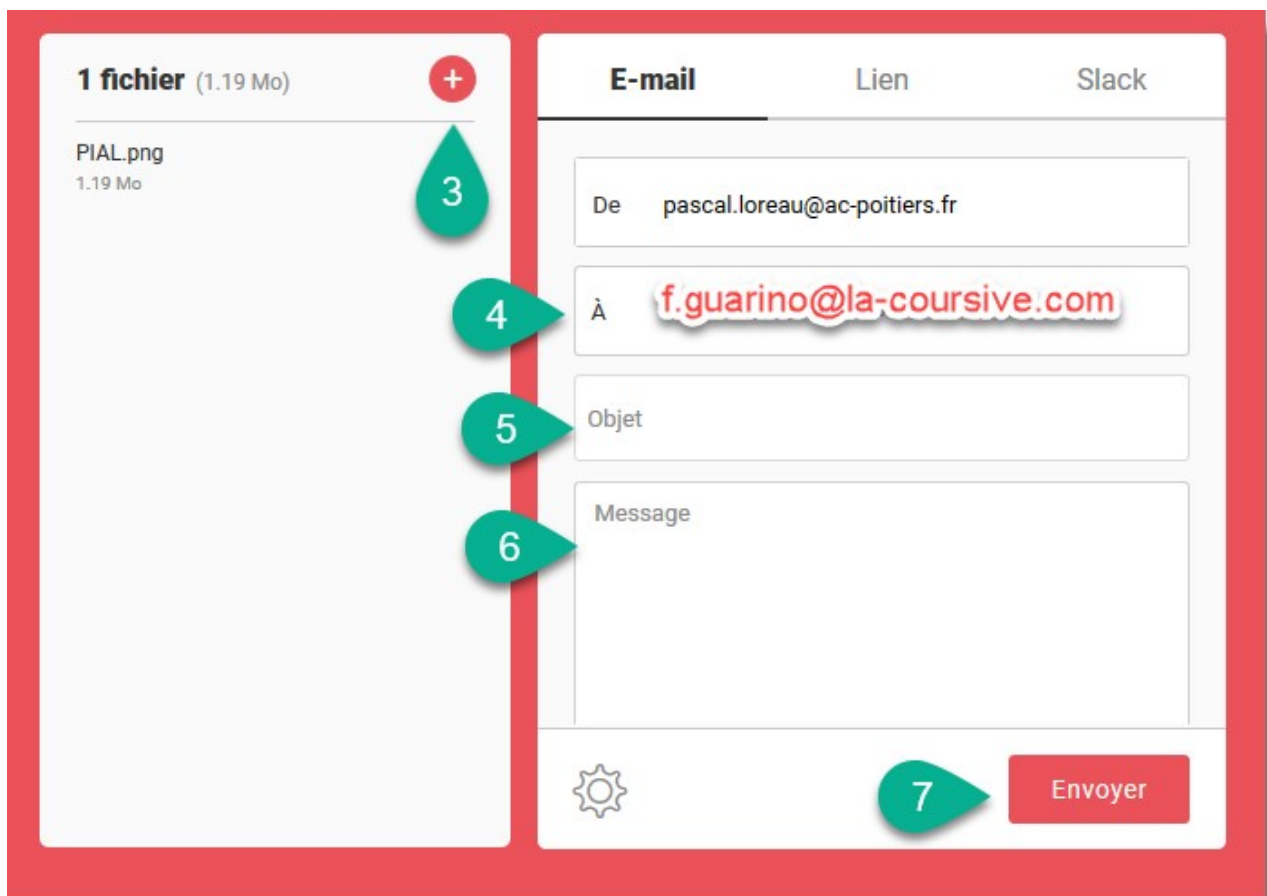 1 fichier (1.19 Mo)
+
PIAL.png
1.19 Mo
3
E-mail Lien Slack
De pascal.loreau@ac-poitiers.fr
4
À f.guarino@la-coursive.com
5
Objet
6
Message
7
Envoyer